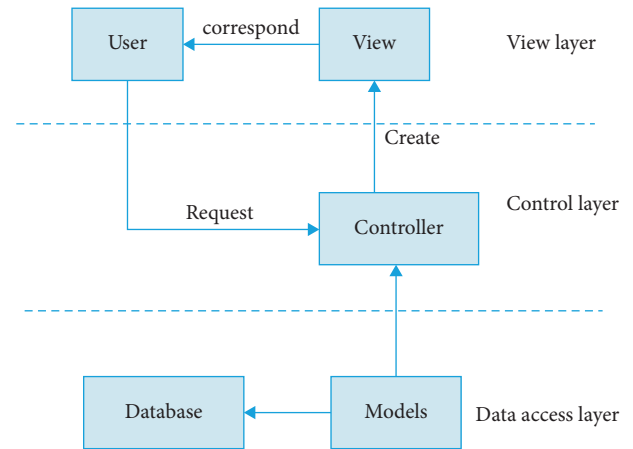 User
correspond
View
View layer
Create
Request
Controller
Control layer
Database
Models
Data access layer